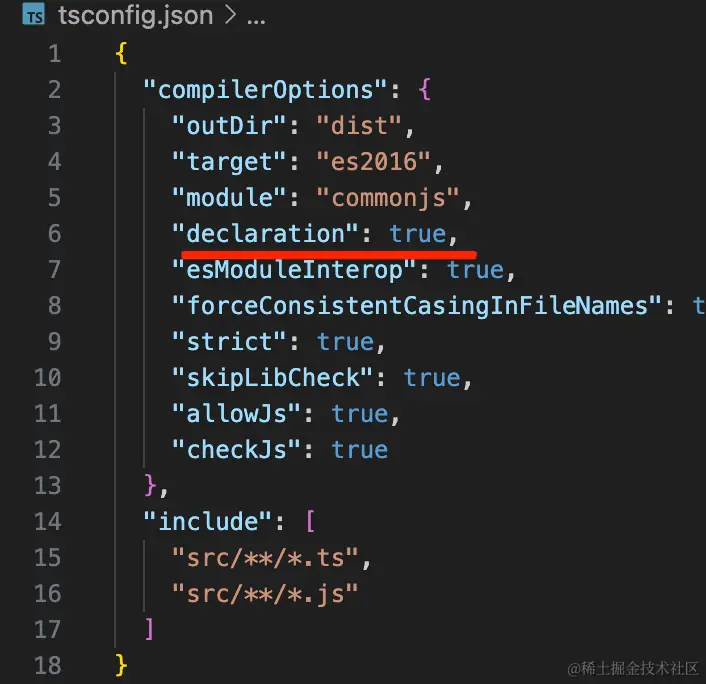 TS tsconfig.json > ...
1 {
2 "compilerOptions": {
3 "outDir": "dist",
4 "target": "es2016",
5 "module": "commonjs",
6 "declaration": true,
7 "esModuleInterop": true,
8 "forceConsistentCasingInFileNames": t
9 "strict": true,
10 "skipLibCheck": true,
11 "allowJs": true,
12 "checkJs": true
13 },
14 "include": [
15 "src/**/*.ts",
16 "src/**/*.js"
17 ]
18 }
@稀土掘金技术社区